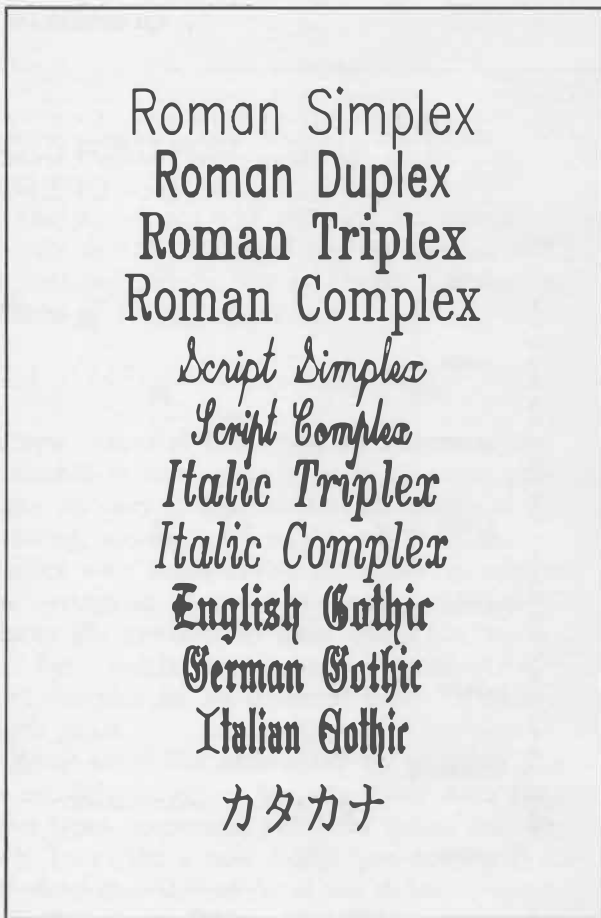 Roman Simplex
Roman Duplex
Roman Triplex
Roman Complex
Script Simplex
Script Complex
Italic Triplex
Italic Complex
English Gothic
German Gothic
Italian Gothic
カタカナ